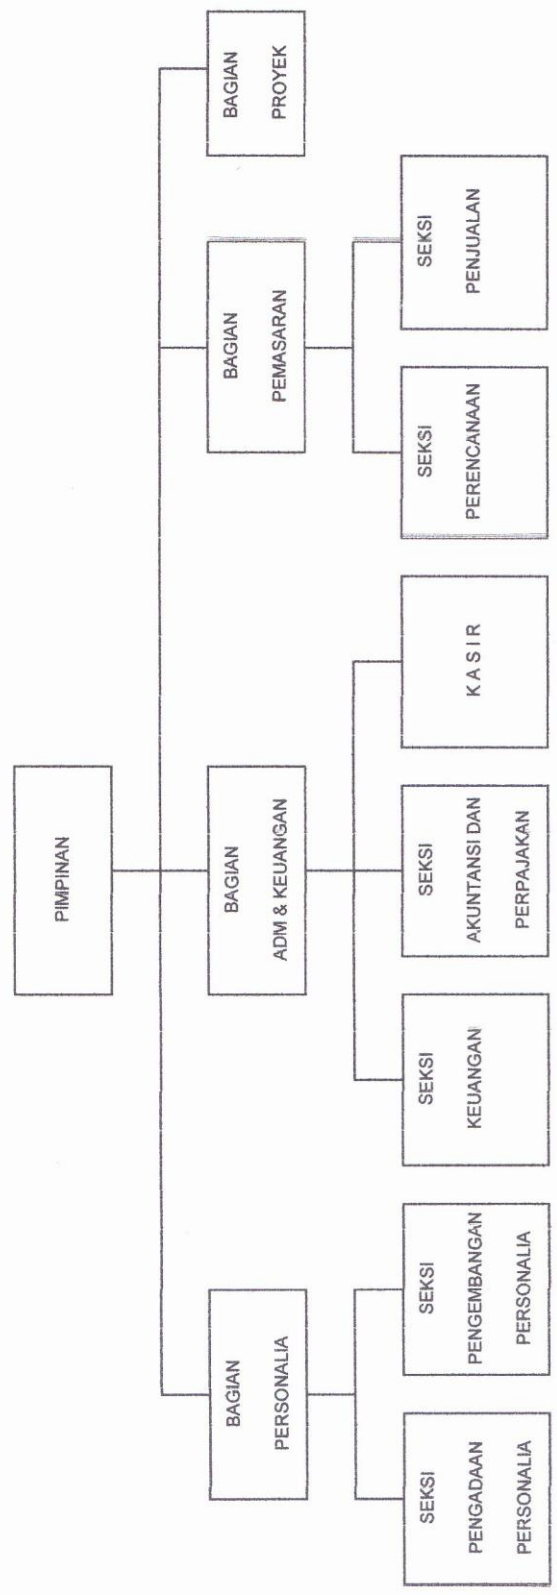 PIMPINAN
BAGIAN
PERSONALIA
BAGIAN
ADM & KEUANGAN
BAGIAN
PEMASARAN
BAGIAN
PROYEK
SEKSI
PENGADAAN
PERSONALIA
SEKSI
PENGEMBANGAN
PERSONALIA
SEKSI
KEUANGAN
SEKSI
AKUNTANSI DAN
PERPAJAKAN
K A S I R
SEKSI
PERENCANAAN
SEKSI
PENJUALAN